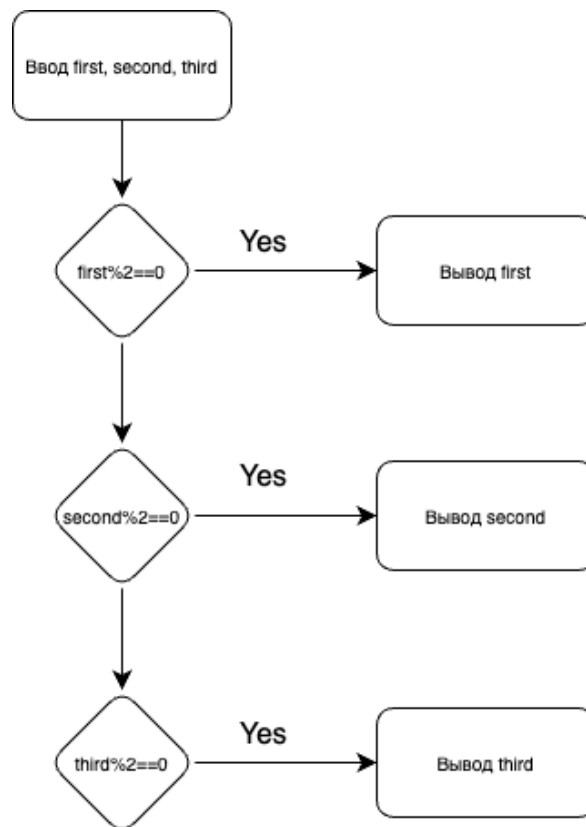 Ввод first, second, third
Yes
first%2==0
Вывод first
Yes
second%2==0
Вывод second
Yes
third%2==0
Вывод third